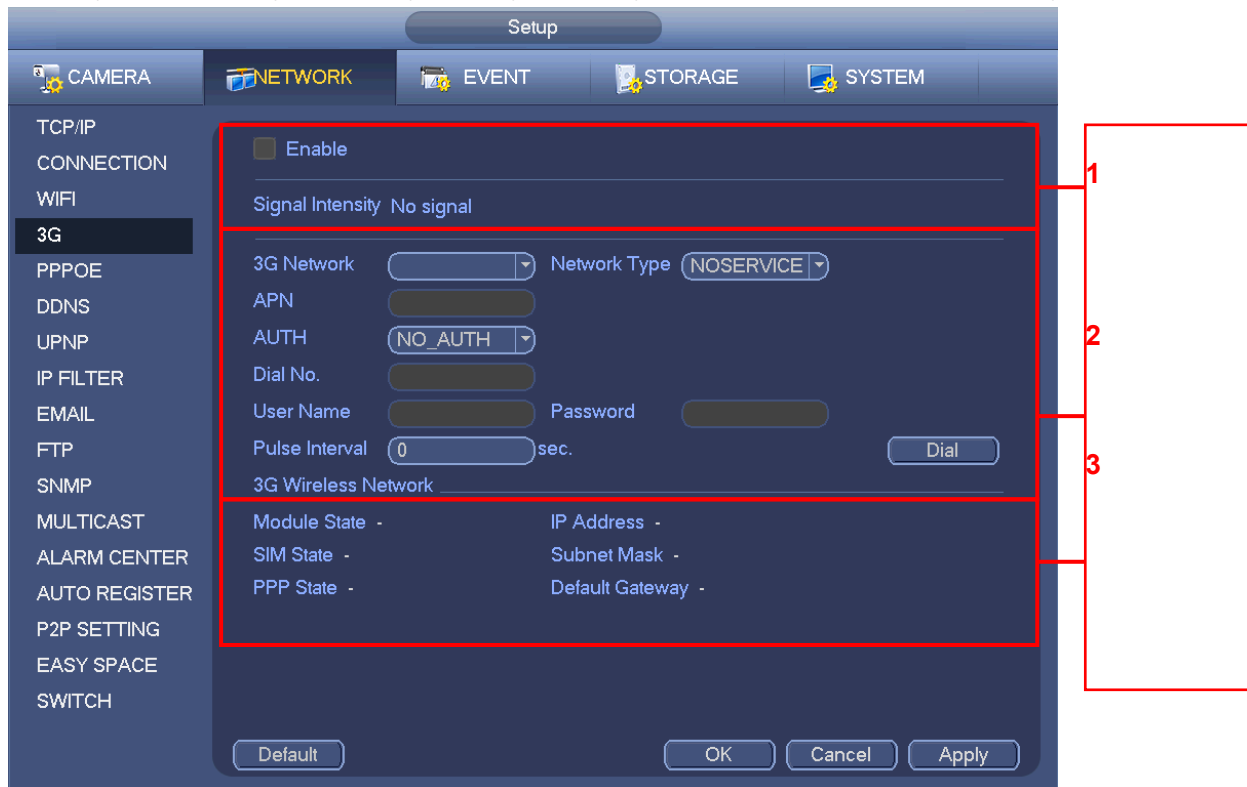 Setup
CAMERA NETWORK EVENT STORAGE SYSTEM
TCP/IP
CONNECTION
WIFI
3G
PPPOE
DDNS
UPNP
IP FILTER
EMAIL
FTP
SNMP
MULTICAST
ALARM CENTER
AUTO REGISTER
P2P SETTING
EASY SPACE
SWITCH
Enable
Signal Intensity No signal
3G Network Network Type NOSERVICE
APN
AUTH NO_AUTH
Dial No.
User Name Password
Pulse Interval 0 sec. Dial
3G Wireless Network
Module State - IP Address -
SIM State - Subnet Mask -
PPP State - Default Gateway -
Default OK Cancel Apply
1
2
3